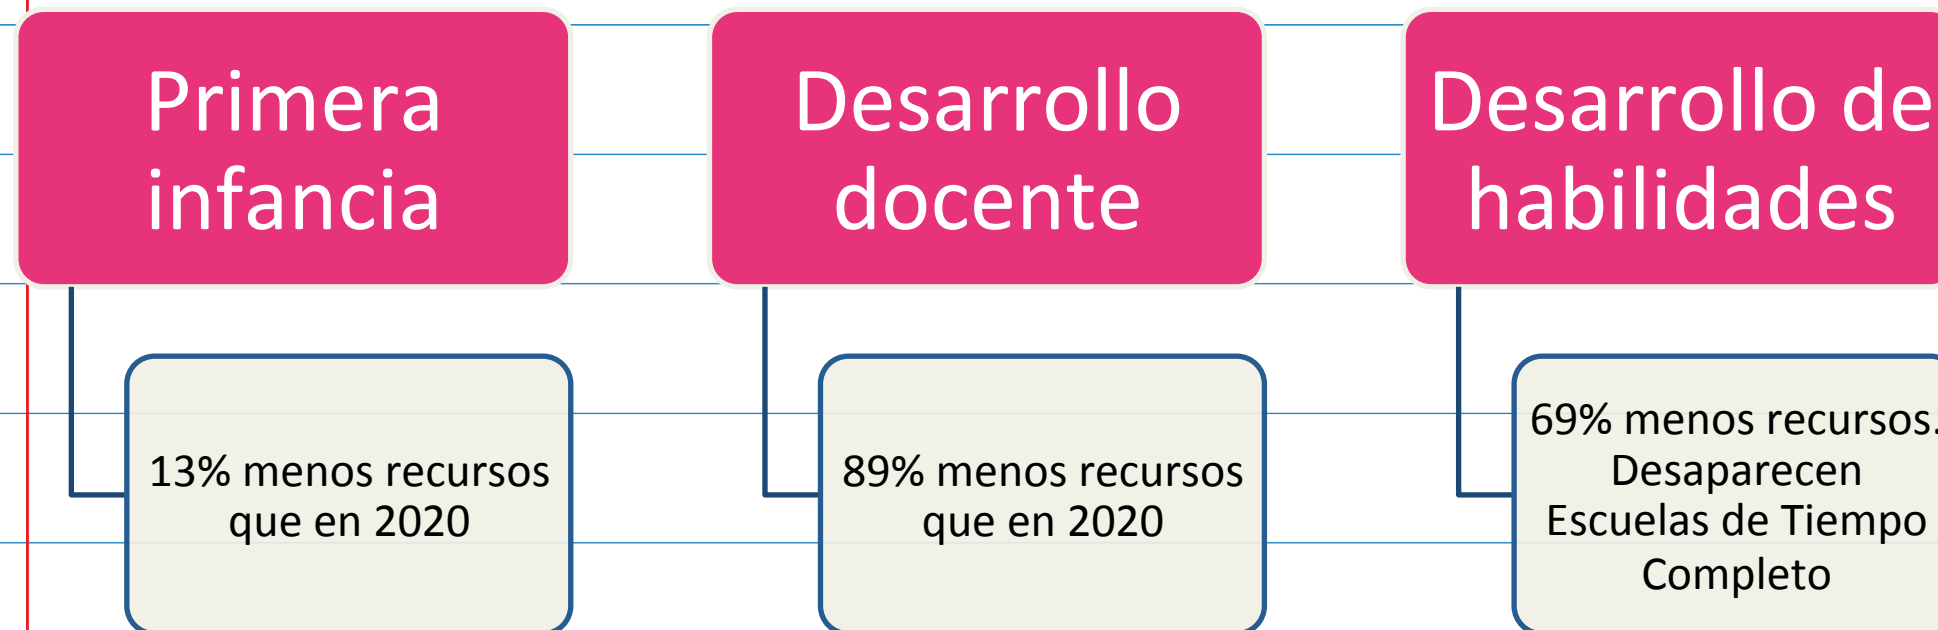 Primera
infancia
13% menos recursos
que en 2020
Desarrollo
docente
89% menos recursos
que en 2020
Desarrollo de
habilidades
69% menos recursos.
Desaparecen
Escuelas de Tiempo
Completo